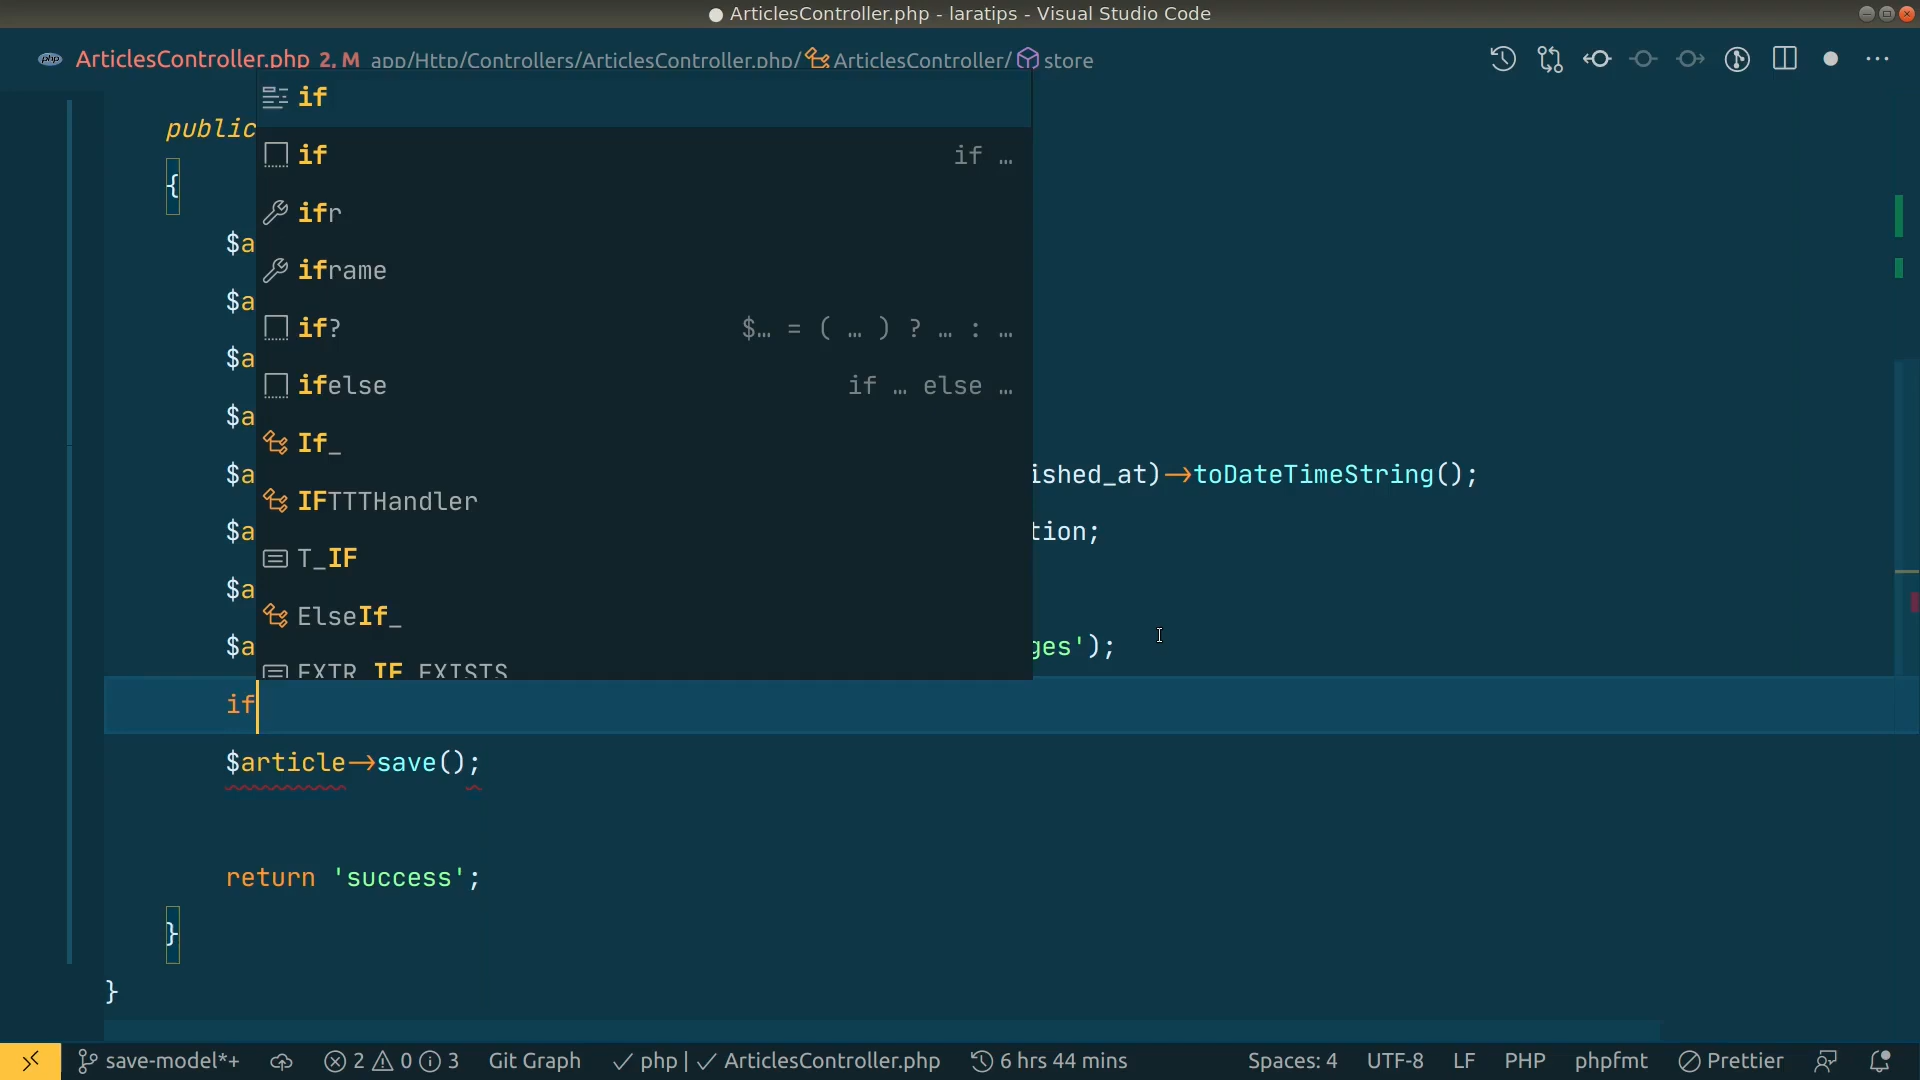 ArticlesController.php - laratips - Visual Studio Code
php ArticlesController.php 2, M app/Http/Controllers/ArticlesController.php/ ArticlesController/ store
if
public
if if …
{
ifr
$a
iframe
$a
if? $… = ( … ) ? … : …
$a
ifelse if … else …
$a
If_
$a ished_at)→toDateTimeString();
IFTTTHandler
$a tion;
T_IF
$a
ElseIf_
$a ges');
EXTR_IF_EXISTS
if
$article→save();
return 'success';
}
}
save-model*+ 2 0 3 Git Graph ✓ php | ✓ ArticlesController.php 6 hrs 44 mins Spaces: 4 UTF-8 LF PHP phpfmt Prettier